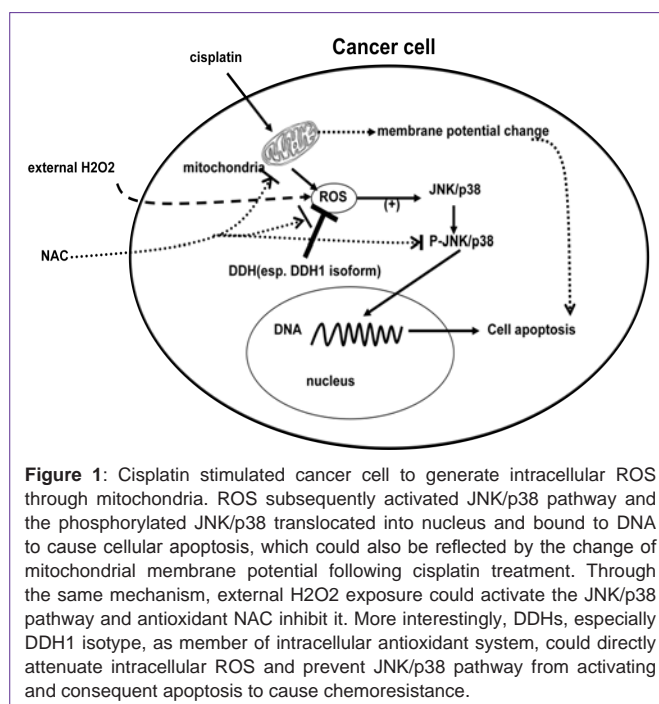 Cancer cell
cisplatin
membrane potential change
mitochondria
external H2O2
ROS
(+)
JNK/p38
NAC
P-JNK/p38
DDH(esp. DDH1 isoform)
DNA
Cell apoptosis
nucleus
Figure 1: Cisplatin stimulated cancer cell to generate intracellular ROS
through mitochondria. ROS subsequently activated JNK/p38 pathway and
the phosphorylated JNK/p38 translocated into nucleus and bound to DNA
to cause cellular apoptosis, which could also be reflected by the change of
mitochondrial membrane potential following cisplatin treatment. Through
the same mechanism, external H2O2 exposure could activate the JNK/p38
pathway and antioxidant NAC inhibit it. More interestingly, DDHs, especially
DDH1 isotype, as member of intracellular antioxidant system, could directly
attenuate intracellular ROS and prevent JNK/p38 pathway from activating
and consequent apoptosis to cause chemoresistance.